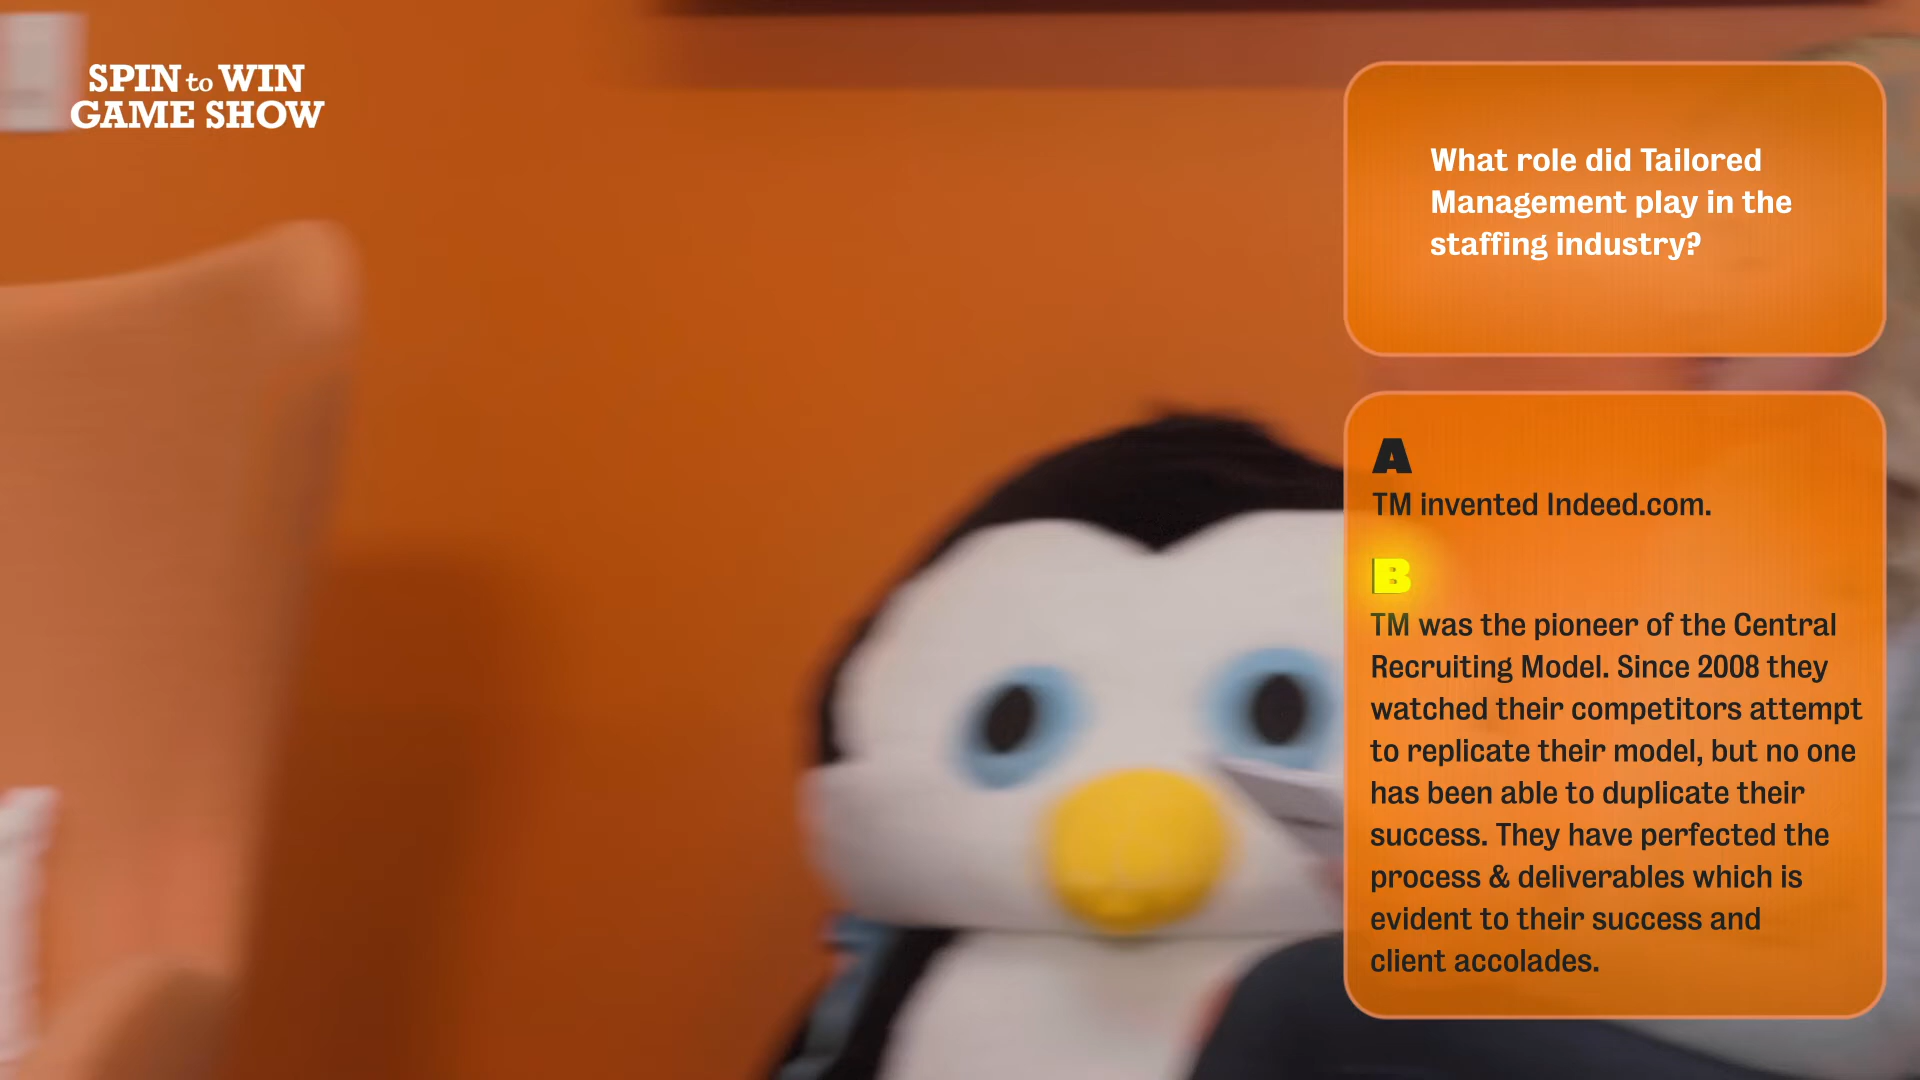 SPIN to WIN
GAME SHOW
What role did Tailored
Management play in the
staffing industry?
A
TM invented Indeed.com.
B
TM was the pioneer of the Central
Recruiting Model. Since 2008 they
watched their competitors attempt
to replicate their model, but no one
has been able to duplicate their
success. They have perfected the
process & deliverables which is
evident to their success and
client accolades.